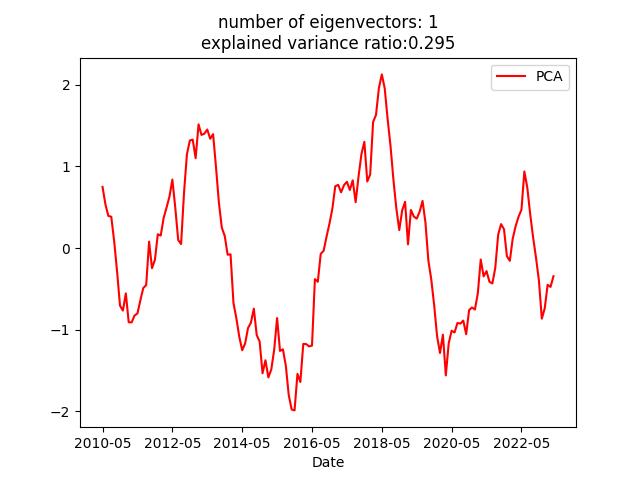 number of eigenvectors: 1
explained variance ratio:0.295
PCA
2
1
0
−1
−2
2010-05 2012-05 2014-05 2016-05 2018-05 2020-05 2022-05
Date